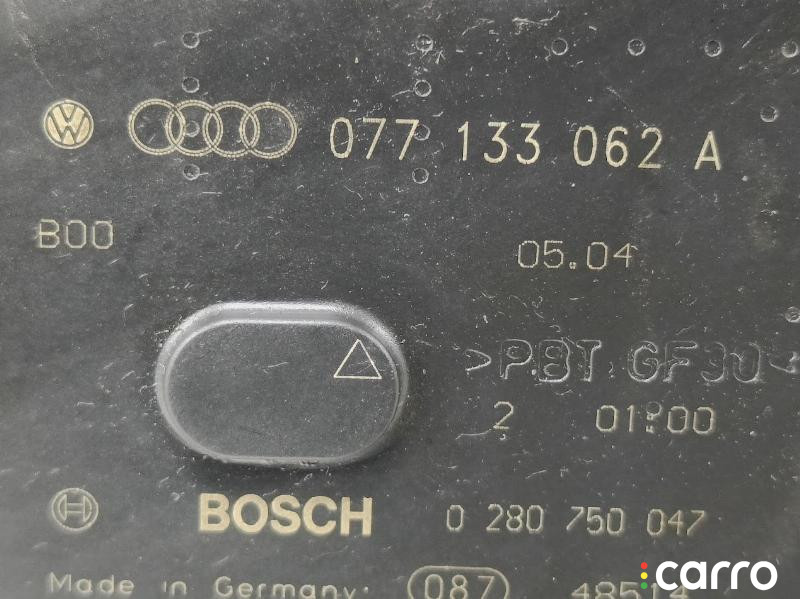 077 133 062 A
B00
05.04
>PBT GF30<
2 01:00
BOSCH 0 280 750 047
Made in Germany 087 48514
carro